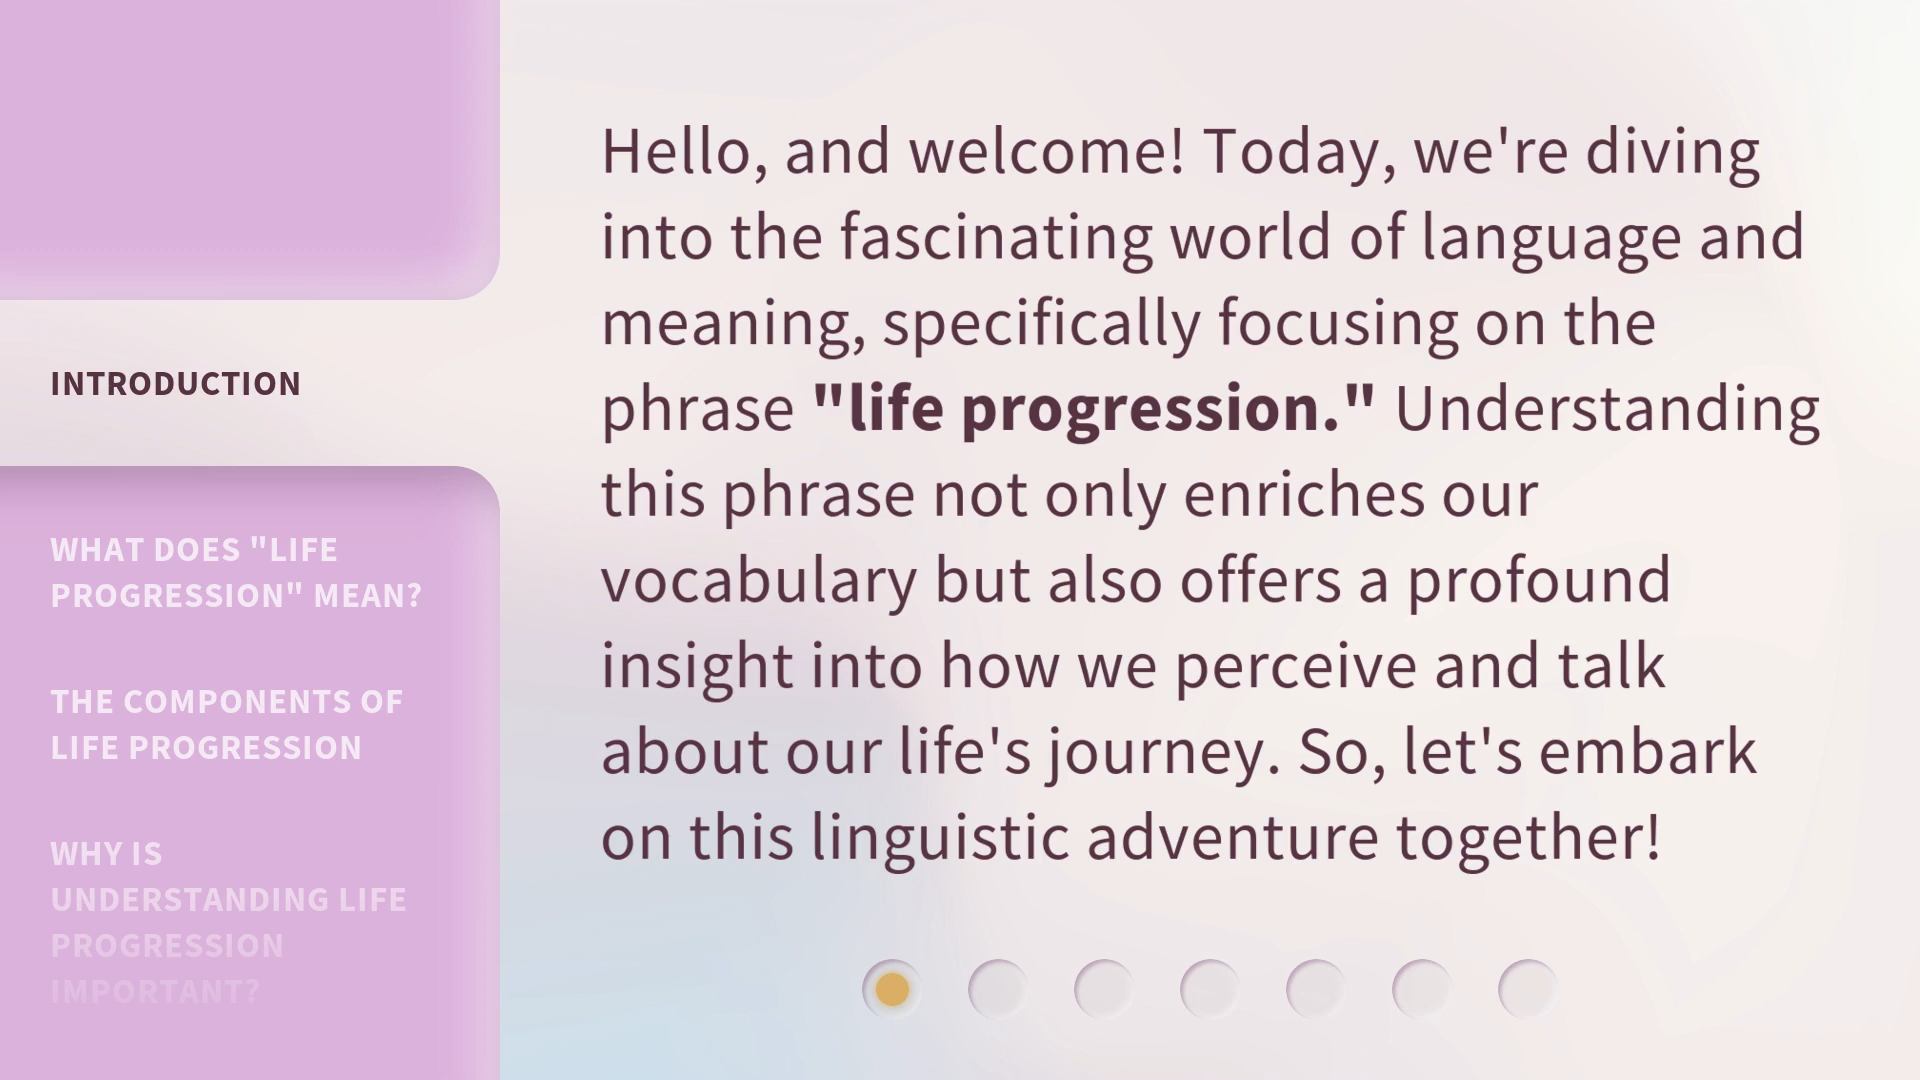 INTRODUCTION
WHAT DOES "LIFE
PROGRESSION" MEAN?
THE COMPONENTS OF
LIFE PROGRESSION
WHY IS
UNDERSTANDING LIFE
PROGRESSION
IMPORTANT?
Hello, and welcome! Today, we're diving
into the fascinating world of language and
meaning, specifically focusing on the
phrase "life progression." Understanding
this phrase not only enriches our
vocabulary but also offers a profound
insight into how we perceive and talk
about our life's journey. So, let's embark
on this linguistic adventure together!